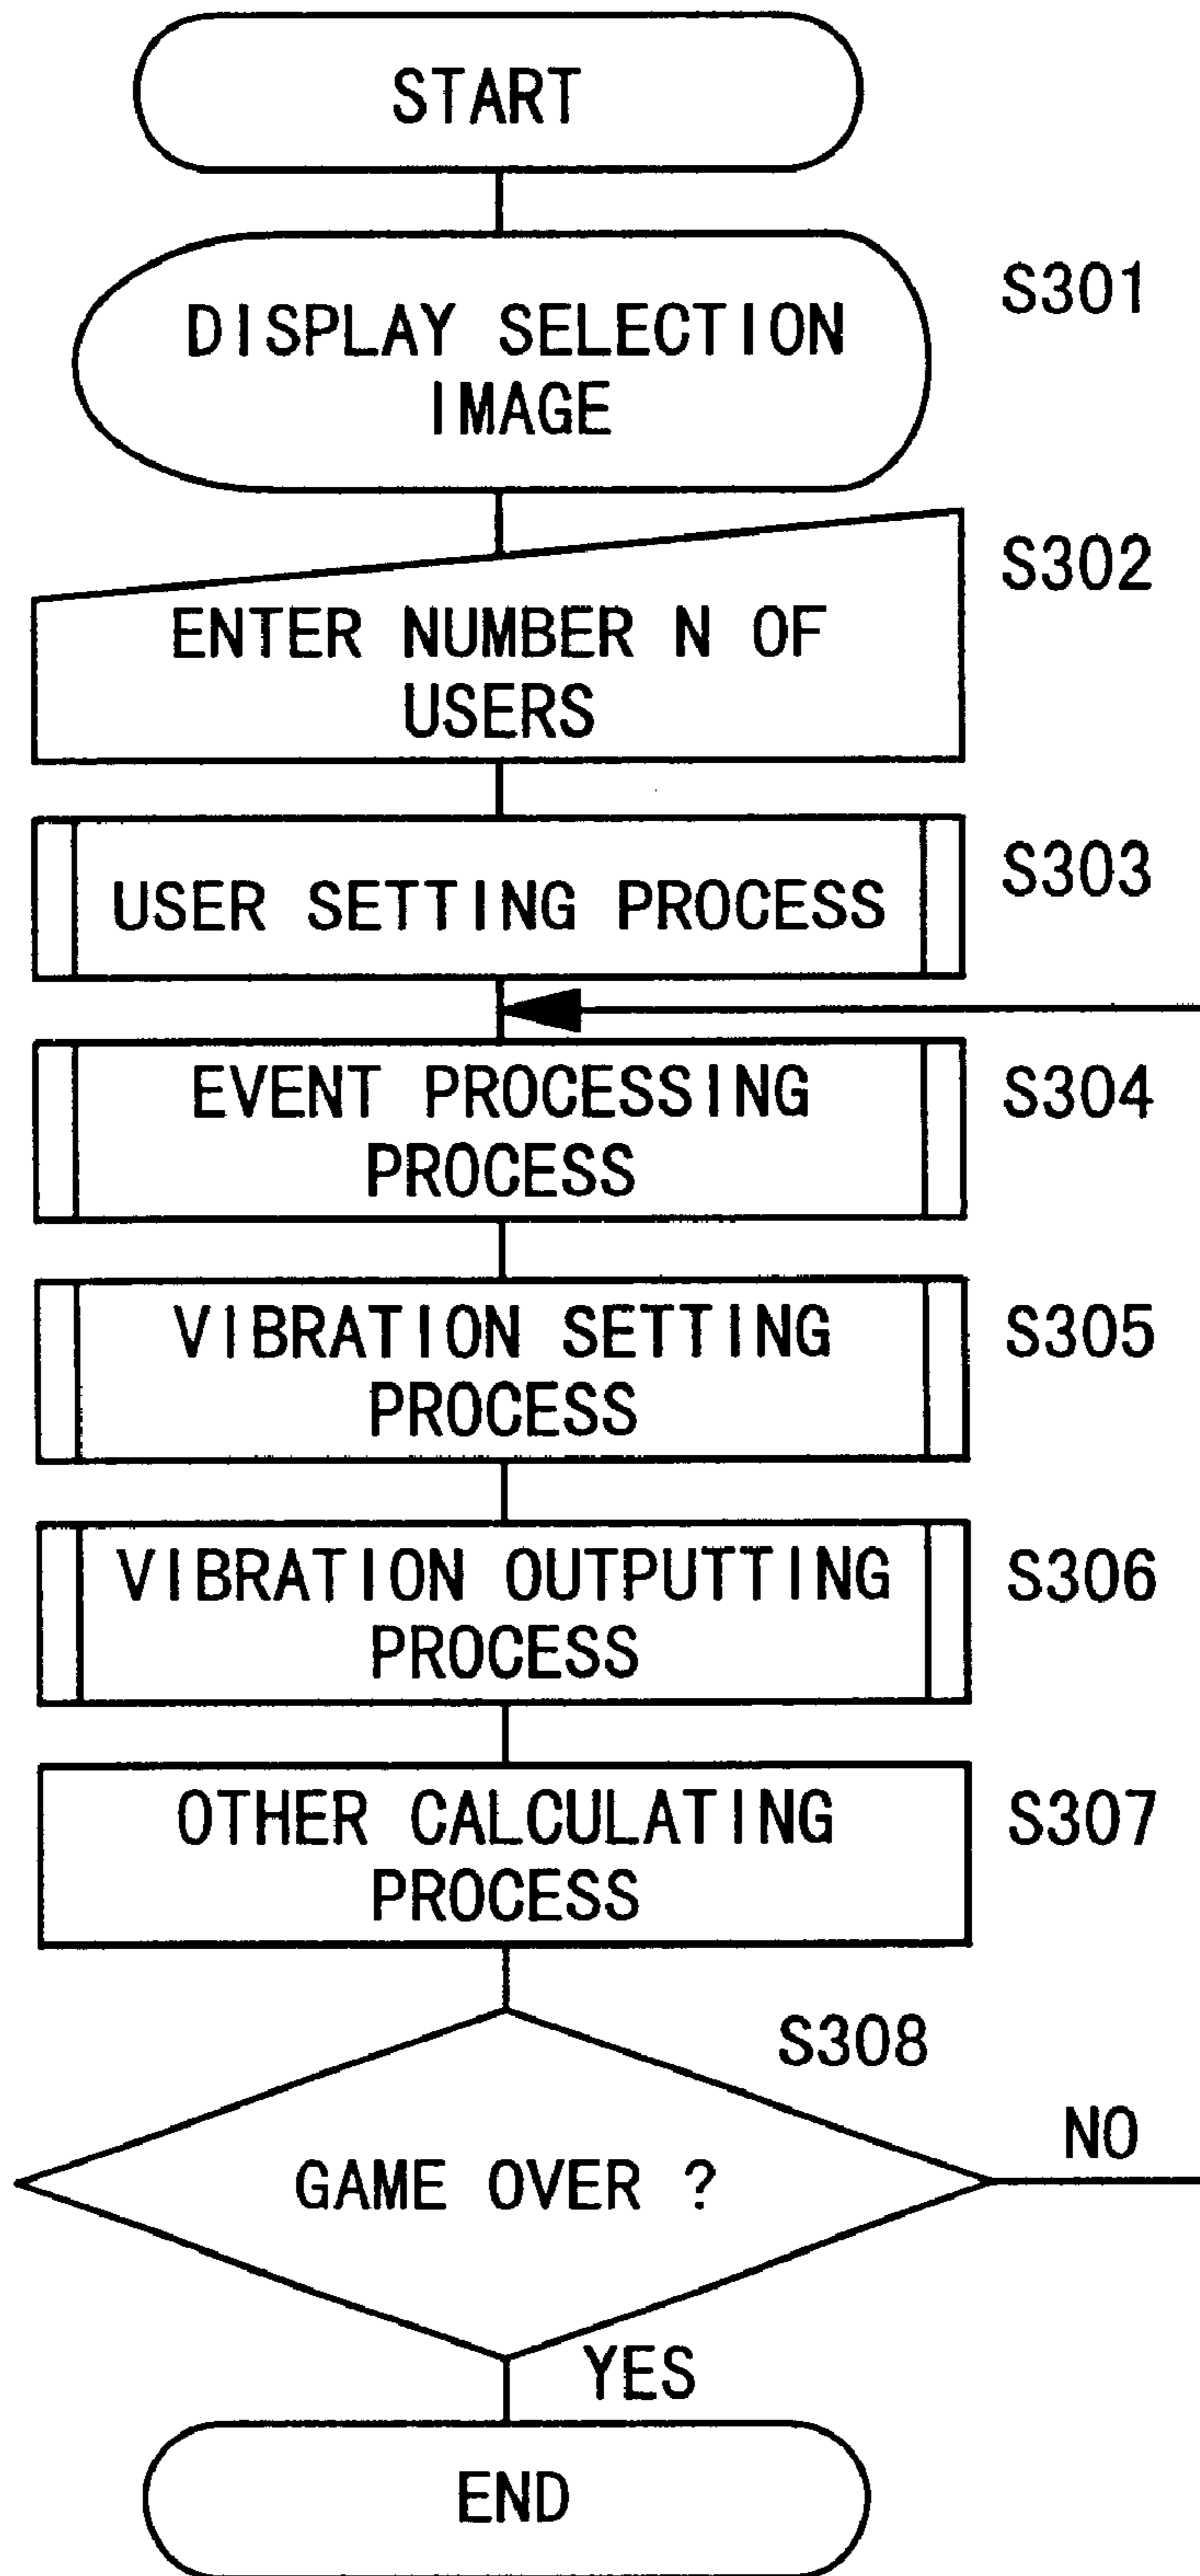 START
DISPLAY SELECTION
IMAGE
S301
ENTER NUMBER N OF
USERS
S302
USER SETTING PROCESS
S303
EVENT PROCESSING
PROCESS
S304
VIBRATION SETTING
PROCESS
S305
VIBRATION OUTPUTTING
PROCESS
S306
OTHER CALCULATING
PROCESS
S307
S308
GAME OVER ?
NO
YES
END